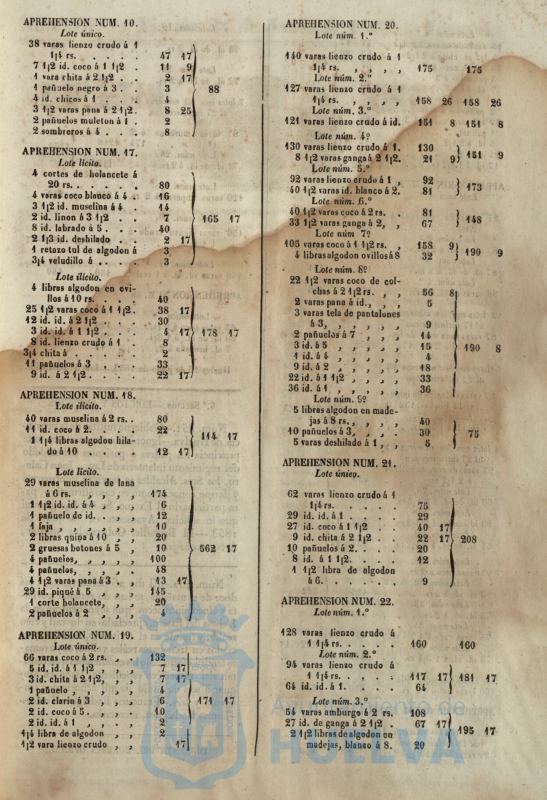 APREHENSION NUM. 10.
Lote único.
38 varas lienzo crudo á 1
1¡4 rs. . . . . . 47 17
7 1¡2 id. coco á 1 1¡2 . . 11 9
1 vara chita á 2 1¡2 . . 2 17
1 pañuelo negro á 3 . . 3 88
4 id. chicos á 1 . . . 4
3 1¡2 varas pana á 2 1¡2. 8 25
2 pañuelos muleton á 1 . 2
2 sombreros á 4 . . . 8
APREHENSION NUM. 17.
Lote lícito.
4 cortes de holancete á
20 rs. . . . . . 80
4 varas coco blanco á 4 . 16
3 1¡2 id. muselina á 4 . 14
2 id. linon á 3 1¡2 . . 7 165 17
8 id. labrado á 5 . . . 40
2 1¡3 id. deshilado . . 2 17
1 retazo tul de algodon á 3
3¡4 veludillo á . . . . 3
Lote ilícito.
4 libras algodon en ovi-
llos á 10 rs. . . . . 40
25 1¡2 varas coco á 1 1¡2. 38 17
12 id. id. á 2 1¡2 . . . 30
3 id. id. á 1 1¡2 . . . 4 17 178 17
8 id. lienzo crudo á 1 . 8
3¡4 chita á . . . . . 2
11 pañuelos á 3 . . . 33
9 id. á 2 1¡2 . . . . 22 17
APREHENSION NUM. 18.
Lote ilícito.
40 varas muselina á 2 rs. . 80
11 id. coco á 2. . . . 22 114 17
1 1¡4 libras algodon hila-
do á 10 . . . . . 12 17
Lote lícito.
29 varas muselina de lana
á 6 rs. , , , , 174
1 1¡2 id. id. á 4 , , 6
1 pañuelo de id. , , 12
1 faja , , , , , 10
2 libras quina á 10 , , 20
2 gruesas botones á 5 , 10 562 17
4 pañuelos, , , , , 100
4 pañuelos, , , , , 48
4 1¡2 varas pana á 3 . , 13 17
29 id. piqué á 5 , , , 145
1 corte holancete, , , 20
2 pañuelos á 2 , , , 4
APREHENSION NUM. 19.
Lote único.
66 varas coco á 2 rs. , , 132
5 id. id. á 1 1¡2 , , , 7 17
3 id. chita á 2 1¡2, , , 7 17
1 pañuelo , , , , , 4
2 id. clarin á 3 , , , 6 171 17
2 id. coco á 5. , , , 10
2 id. id. á 1 , , , , 2
1¡4 libra de algodon , , 2
1¡2 vara lienzo crudo , , 17
APREHENSION NUM. 20.
Lote núm. 1.º
140 varas lienzo crudo á 1
1¡4 rs. , , , , 175 175
Lote núm. 2.º
127 varas lienzo crudo á 1
1¡4 rs. , , , , 158 26 158 26
Lote núm. 3.º
121 varas lienzo crudo á id. 151 8 151 8
Lote núm. 4º
130 varas lienzo crudo á 1. 130
8 1¡2 varas ganga á 2 1¡2. 21 9 151 9
Lote núm. 5.º
92 varas lienzo crudo á 1 , 92
40 1¡2 varas id. blanco á 2. 81 173
Lote núm. 6.º
40 1¡2 varas coco á 2 rs. , 81
33 1¡2 varas ganga á 2, , 67 148
Lote núm. 7º
105 varas coco á 1 1¡2 rs. , 158 9
4 libras algodon ovillos á 8 32 190 9
Lote núm. 8º
22 1¡2 varas coco de col-
chas á 2 1¡2 rs. , , 56 8
2 varas pana á id., , , 5
3 varas tela de pantalones
á 3, , , , , , 9
2 pañuelos á 7 , , , 14
3 id. á 5 , , , , , 15 190 8
1 id. á 4 , , , , , 4
9 id. á 2 , , , , , 18
22 id. á 1 1¡2 , , , , 33
36 id. á 1 , , , , , 36
Lote núm. 9º
5 libras algodon en made-
jas á 8 rs., , , , 40
10 pañuelos á 3, , , , 30 75
5 varas deshilado á 1, , 5
APREHENSION NUM. 21.
Lote único.
62 varas lienzo crudo á 1
1¡4 rs. . . . . . 75
29 id. id. á 1 . . . . 29
27 id. coco á 1 1¡2 . . 40 17
9 id. chita á 2 1¡2 . . 22 17 208
10 pañuelos á 2. . . . 20
8 id. á 1 1¡2 . . . . 12
1 1¡2 libra de algodon
á 6. . . . . . 9
APREHENSION NUM. 22.
Lote núm. 1.º
128 varas lienzo crudo á
1 1¡4 rs. . . . . 160 160
Lote núm. 2.º
94 varas lienzo crudo á
1 1¡4 rs. . . . . 117 17 181 17
64 id. id. á 1. . . . 64
Lote núm. 3.º
54 varas amburgo á 2 rs. 108
27 id. de ganga á 2 1¡2 . 67 17 195 17
2 1¡2 libras de algodon en
madejas, blanco á 8. 20
HUELVA